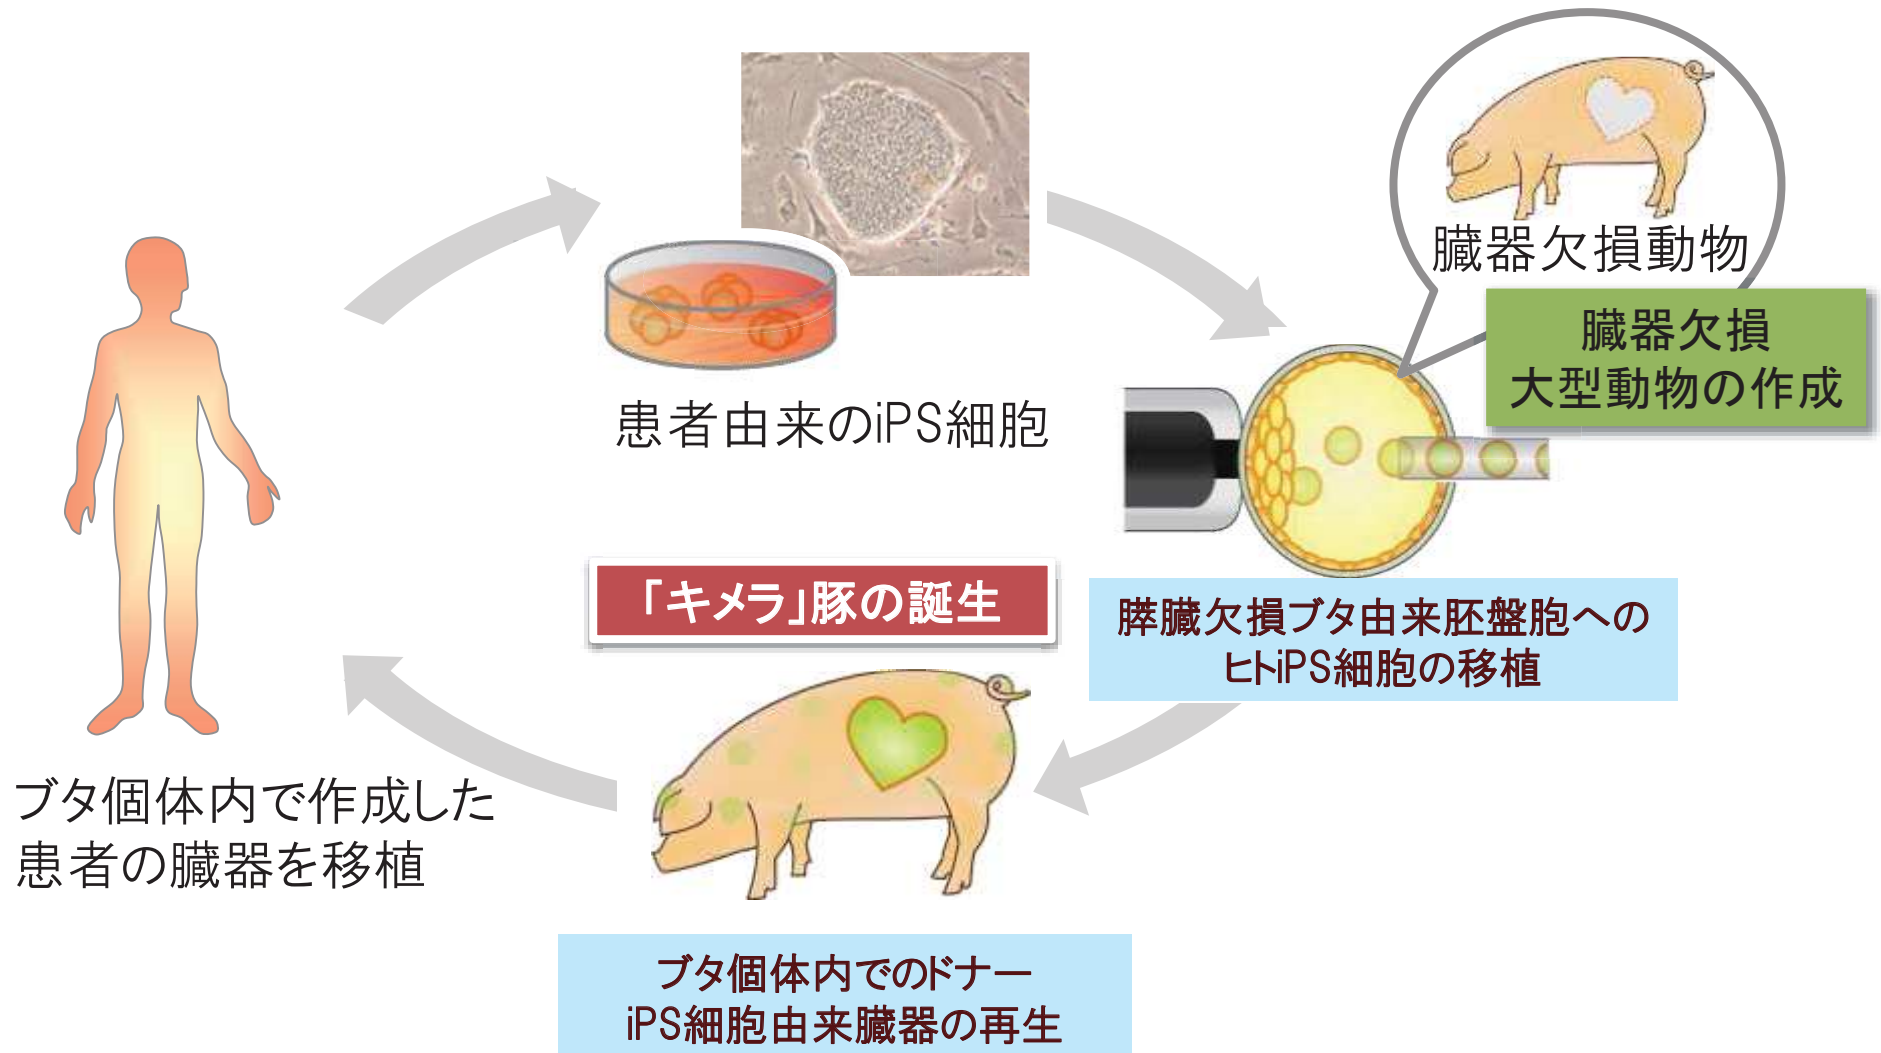 患者由来のiPS細胞
臓器欠損動物
臓器欠損
大型動物の作成
膵臓欠損ブタ由来胚盤胞への
ヒトiPS細胞の移植
「キメラ」豚の誕生
ブタ個体内でのドナー
iPS細胞由来臓器の再生
ブタ個体内で作成した
患者の臓器を移植